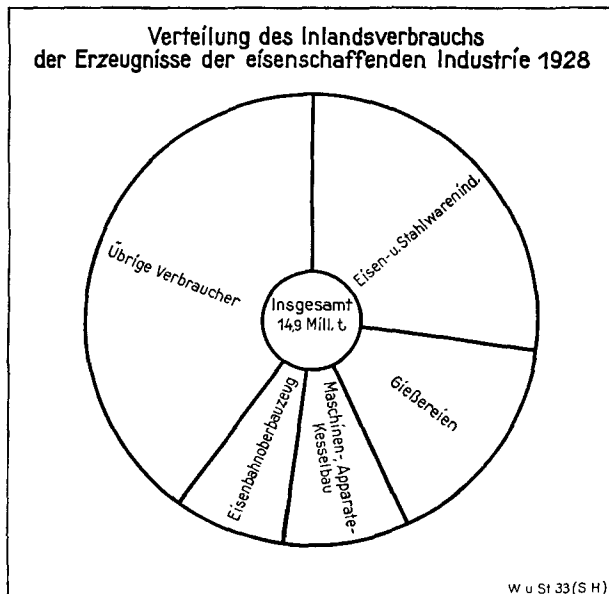 Verteilung des Inlandsverbrauchs
der Erzeugnisse der eisenschaffenden Industrie 1928
Eisen- u. Stahlwarenind.
Gießereien
Maschinen-, Apparate-
Kesselbau
Eisenbahnoberbauzeug
Übrige Verbraucher
Insgesamt
14,9 Mill. t
W u St 33 (S H)